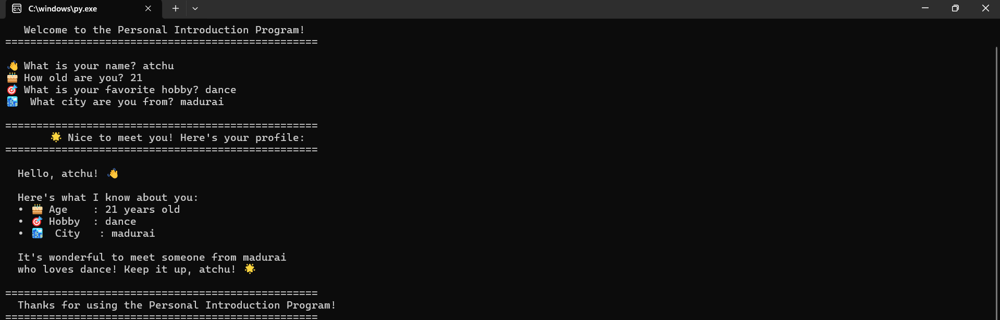 C:\windows\py.exe
Welcome to the Personal Introduction Program!
==================================================
👋 What is your name? atchu
🎂 How old are you? 21
🎯 What is your favorite hobby? dance
🏙️  What city are you from? madurai
==================================================
🌟 Nice to meet you! Here's your profile:
==================================================
Hello, atchu! 👋
Here's what I know about you:
• 🎂 Age    : 21 years old
• 🎯 Hobby  : dance
• 🏙️  City   : madurai
It's wonderful to meet someone from madurai
who loves dance! Keep it up, atchu! 🌟
==================================================
Thanks for using the Personal Introduction Program!
==================================================